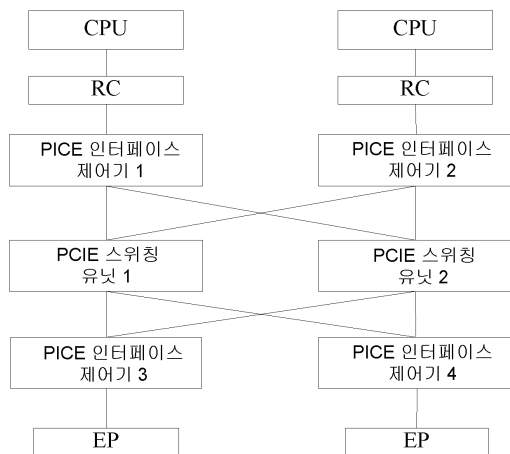 CPU
CPU
RC
RC
PICE 인터페이스
제어기 1
PICE 인터페이스
제어기 2
PCIE 스위칭
유닛 1
PCIE 스위칭
유닛 2
PICE 인터페이스
제어기 3
PICE 인터페이스
제어기 4
EP
EP